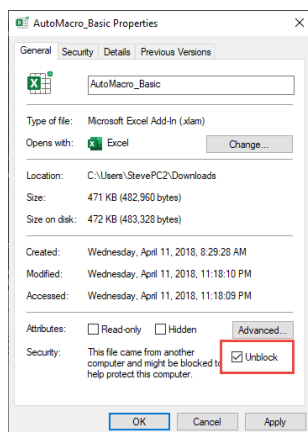 AutoMacro_Basic Properties
General Security Details Previous Versions
AutoMacro_Basic
Type of file: Microsoft Excel Add-In (.xlam)
Opens with: Excel Change...
Location: C:\Users\StevePC2\Downloads
Size: 471 KB (482,960 bytes)
Size on disk: 472 KB (483,328 bytes)
Created: Wednesday, April 11, 2018, 8:29:28 AM
Modified: Wednesday, April 11, 2018, 11:18:10 PM
Accessed: Wednesday, April 11, 2018, 11:18:09 PM
Attributes: Read-only Hidden Advanced...
Security: This file came from another
computer and might be blocked to
help protect this computer.
Unblock
OK Cancel Apply